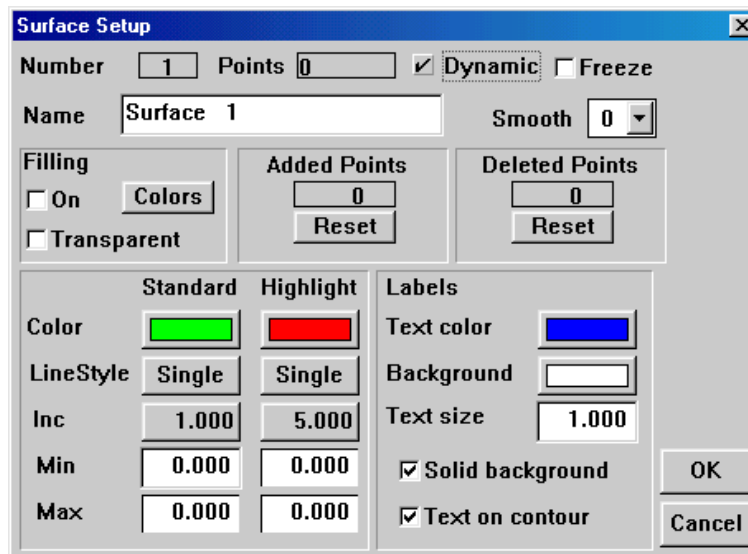 Surface Setup
Number 1 Points 0 Dynamic Freeze
Name Surface 1 Smooth 0
Filling Added Points Deleted Points
On Colors 0 0
Transparent Reset Reset
Standard Highlight Labels
Color Text color
LineStyle Single Single Background
Inc 1.000 5.000 Text size 1.000
Min 0.000 0.000 Solid background OK
Max 0.000 0.000 Text on contour Cancel